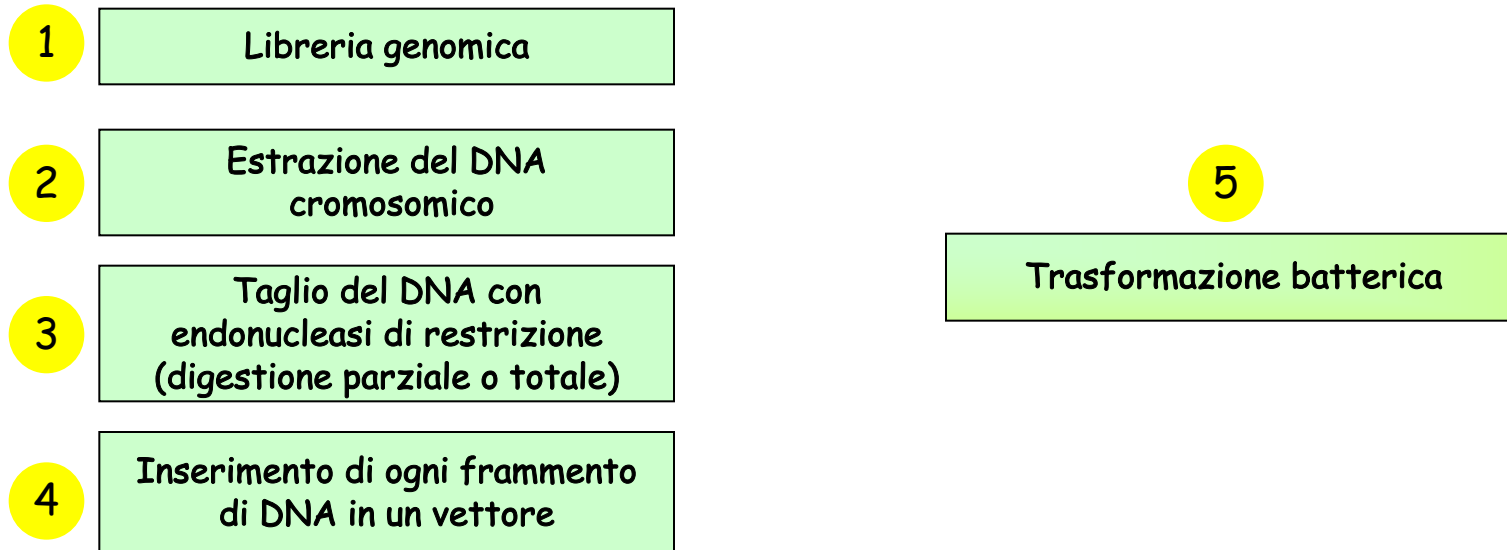 1
Libreria genomica
2
Estrazione del DNA
cromosomico
3
Taglio del DNA con
endonucleasi di restrizione
(digestione parziale o totale)
4
Inserimento di ogni frammento
di DNA in un vettore
5
Trasformazione batterica